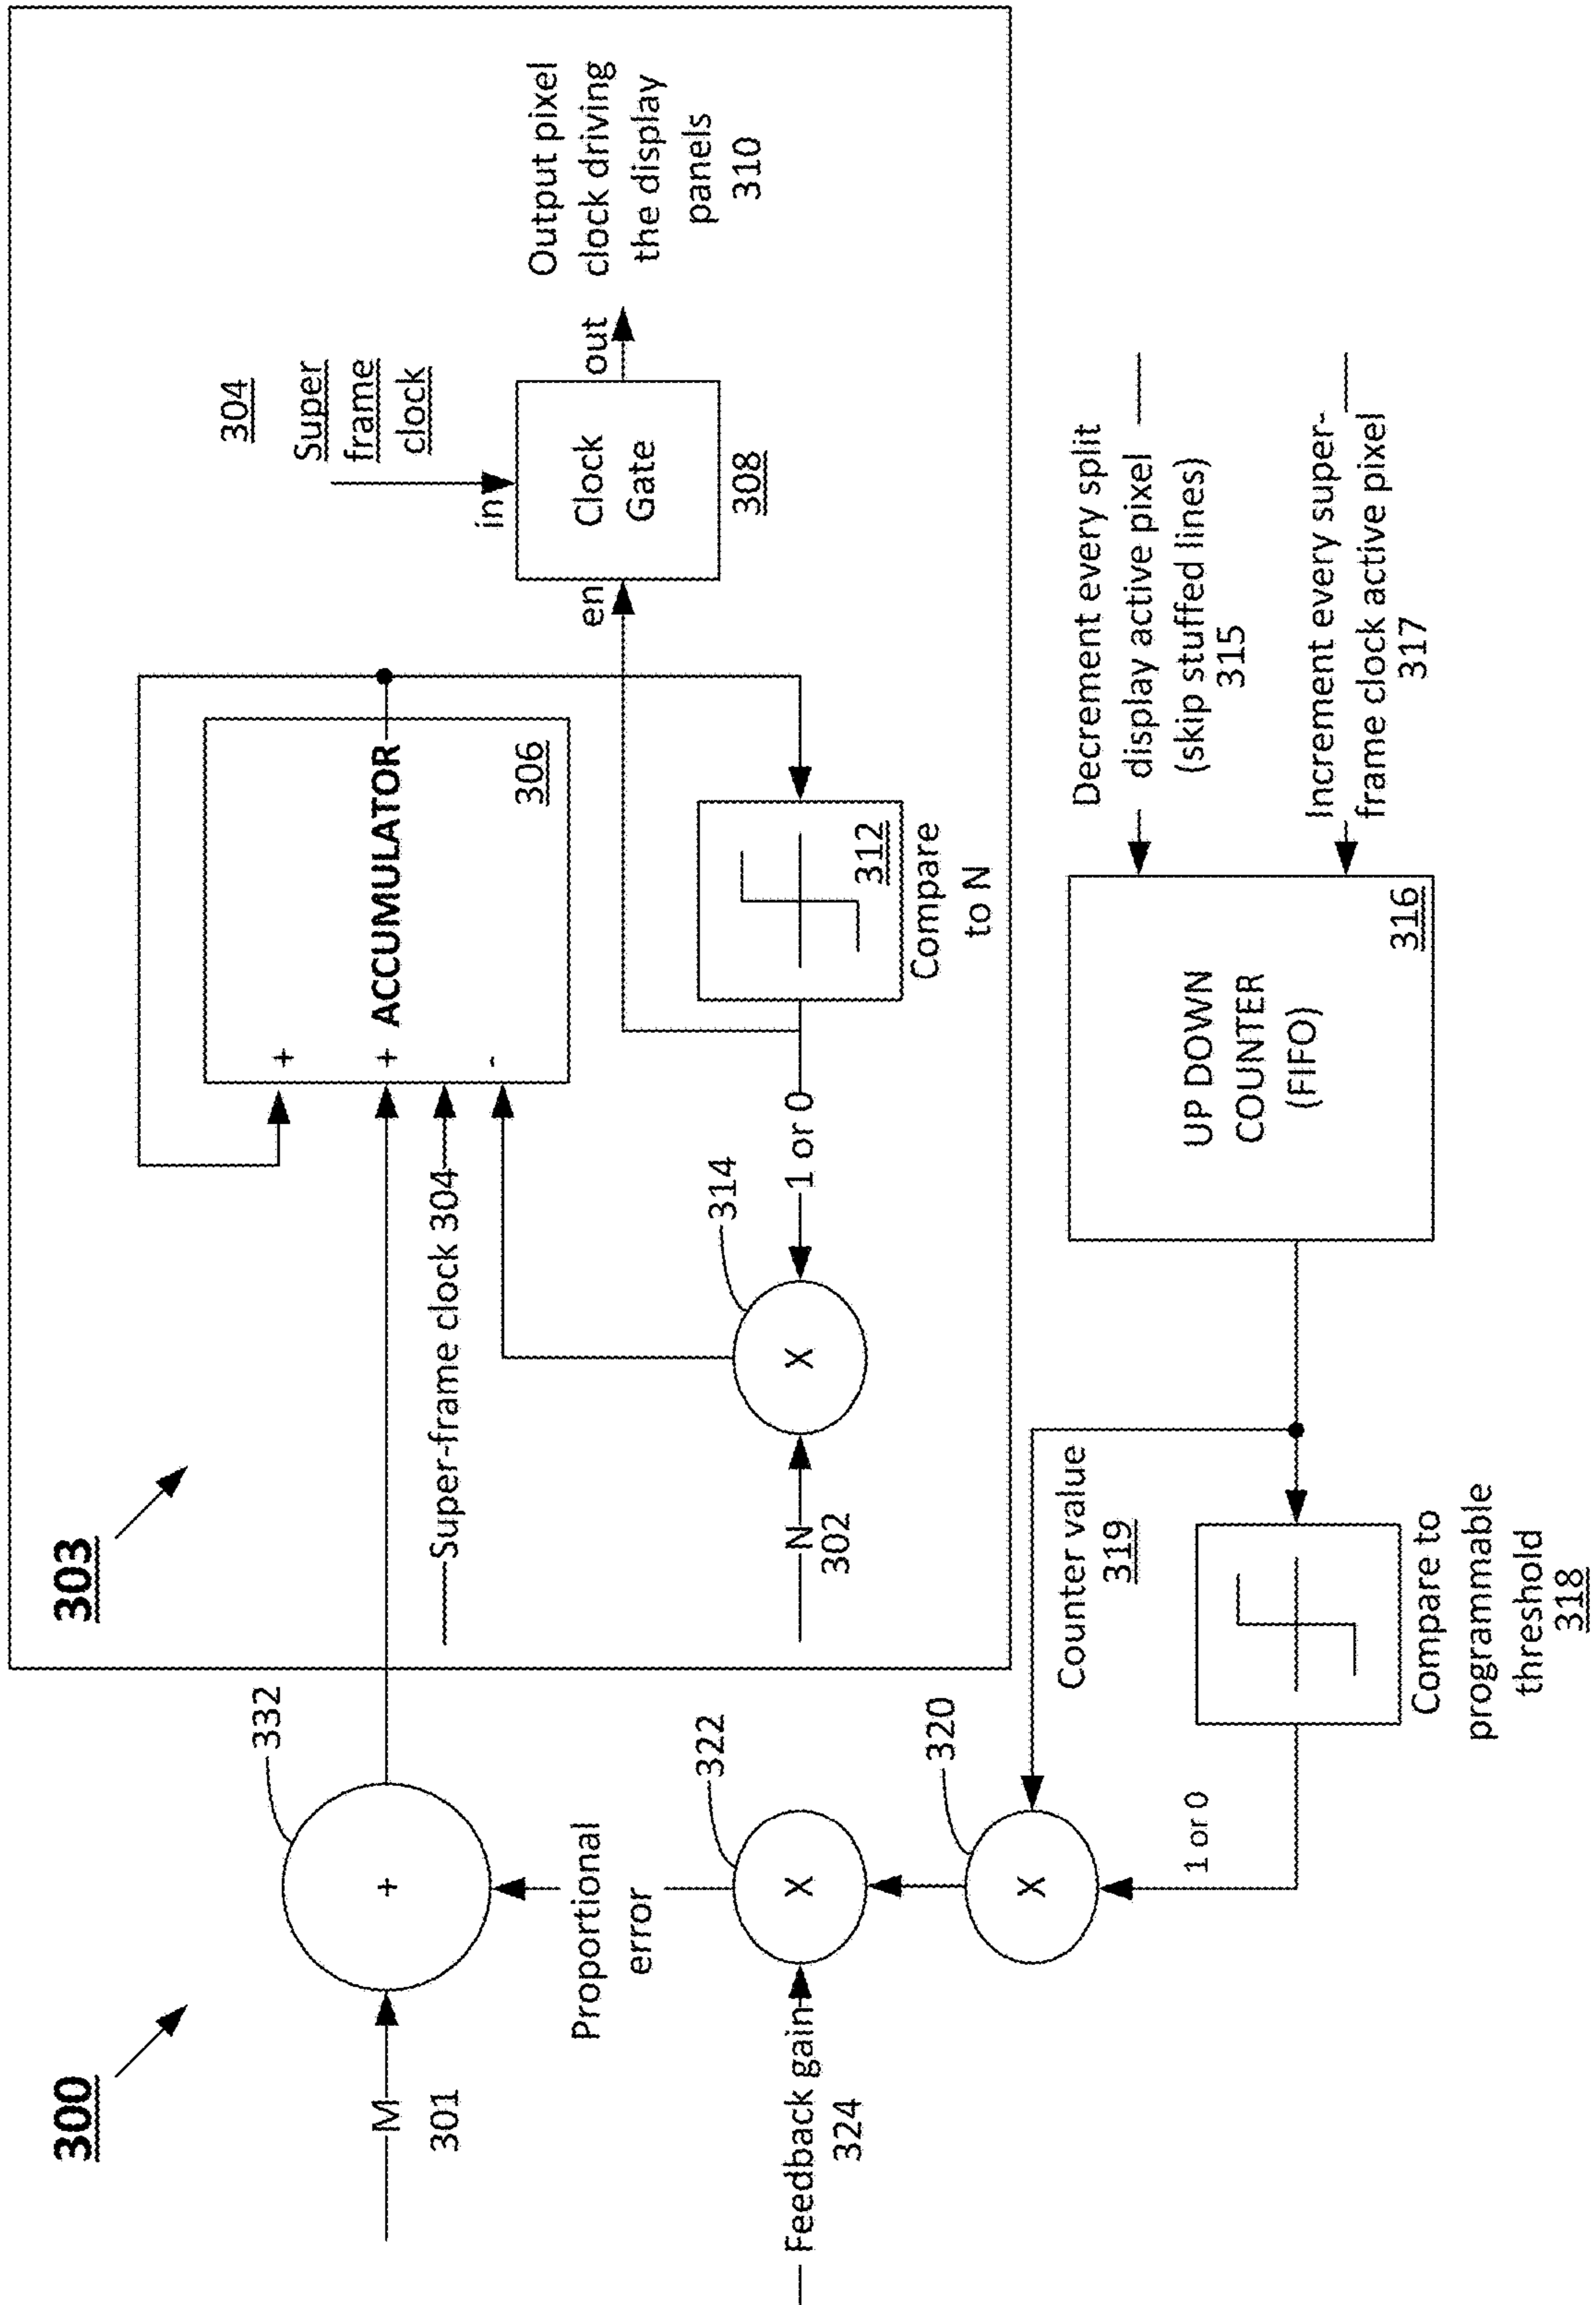 300
303
M
301
+
332
Proportional
error
Feedback gain
324
X
322
X
320
1 or 0
Counter value
319
Compare to
programmable
threshold
318
Super-frame clock 304
N
302
X
314
1 or 0
+
+
-
ACCUMULATOR
306
312
Compare
to N
304
Super
frame
clock
in
en
out
Clock
Gate
308
Output pixel
clock driving
the display
panels
310
UP DOWN
COUNTER
(FIFO)
316
Decrement every split
display active pixel
(skip stuffed lines)
315
Increment every super-
frame clock active pixel
317